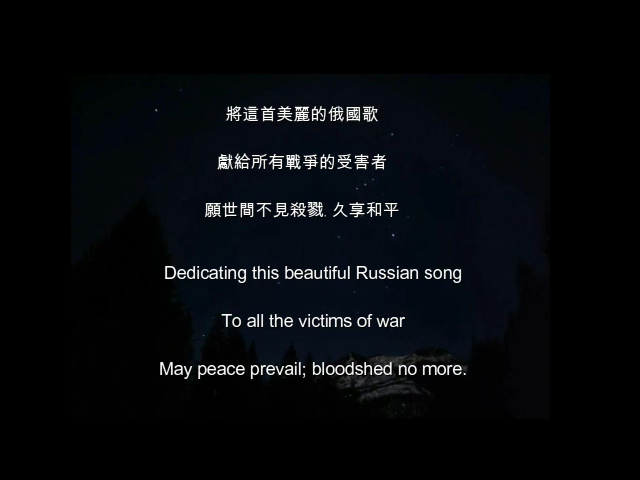 將這首美麗的俄國歌
獻給所有戰爭的受害者
願世間不見殺戮. 久享和平
Dedicating this beautiful Russian song
To all the victims of war
May peace prevail; bloodshed no more.